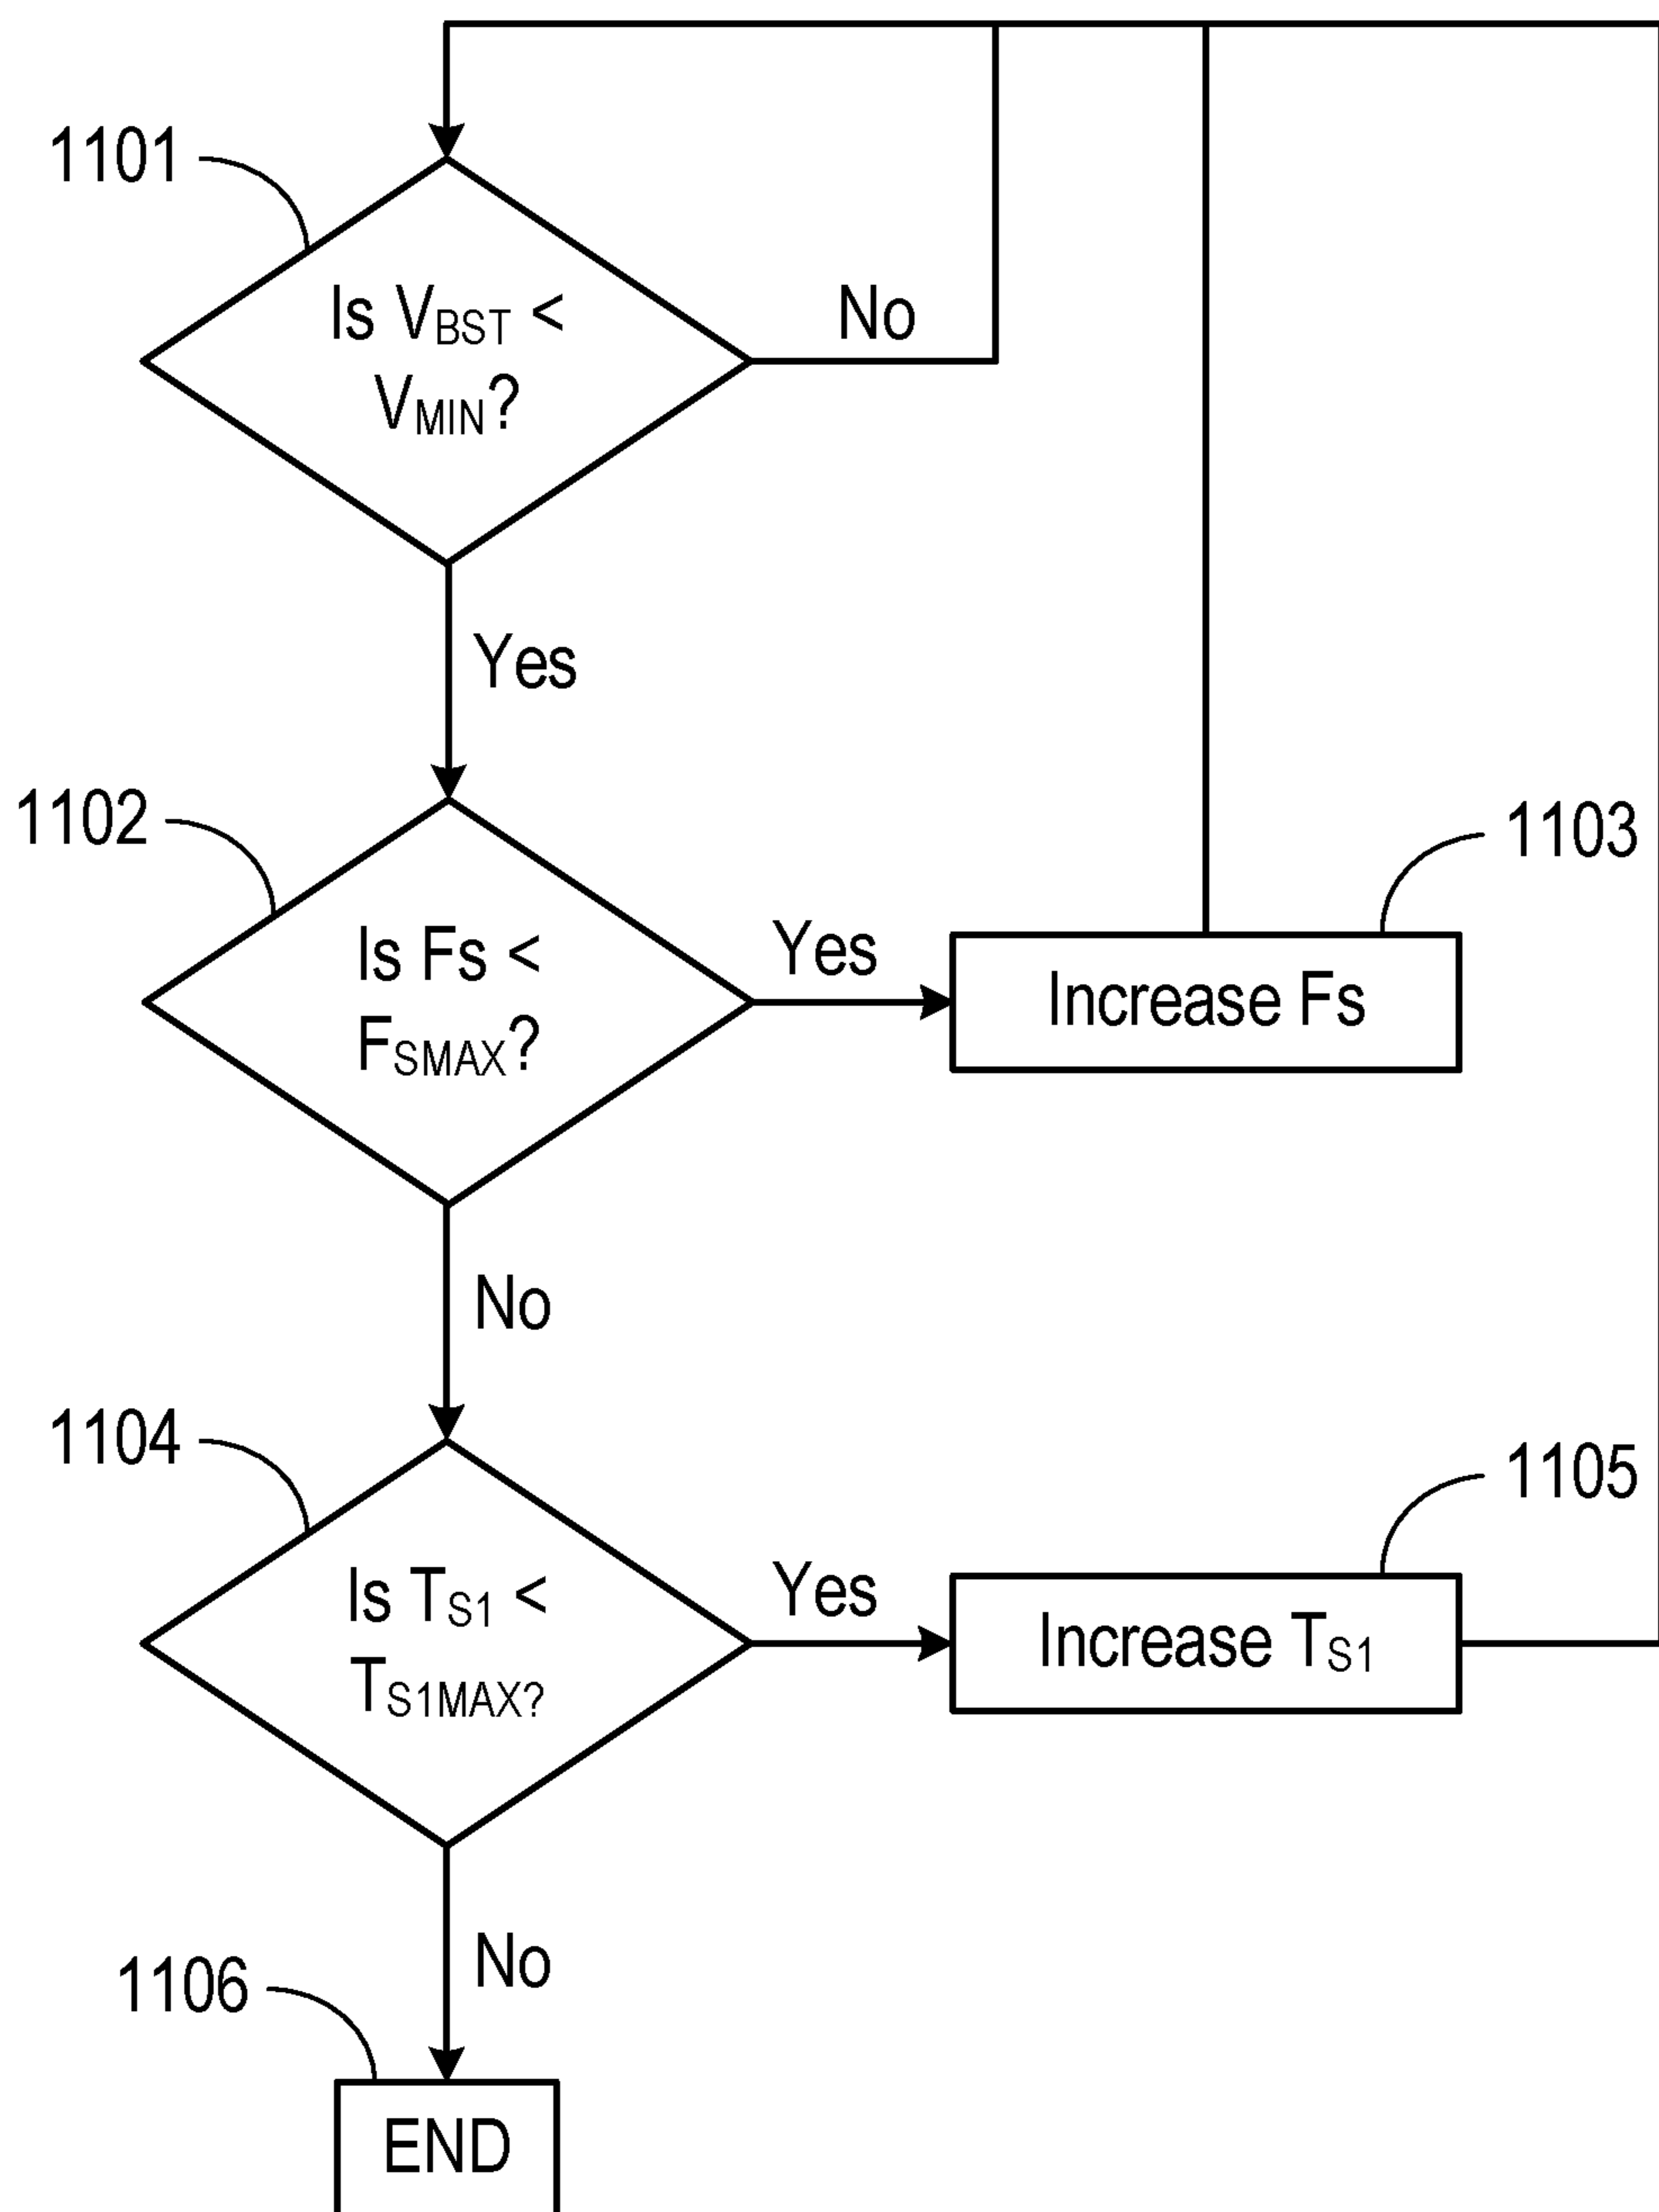 1101
Is VBST <
VMIN?
No
Yes
1102
Is Fs <
FSMAX?
Yes
1103
Increase Fs
No
1104
Is TS1 <
TS1MAX?
Yes
1105
Increase TS1
No
1106
END